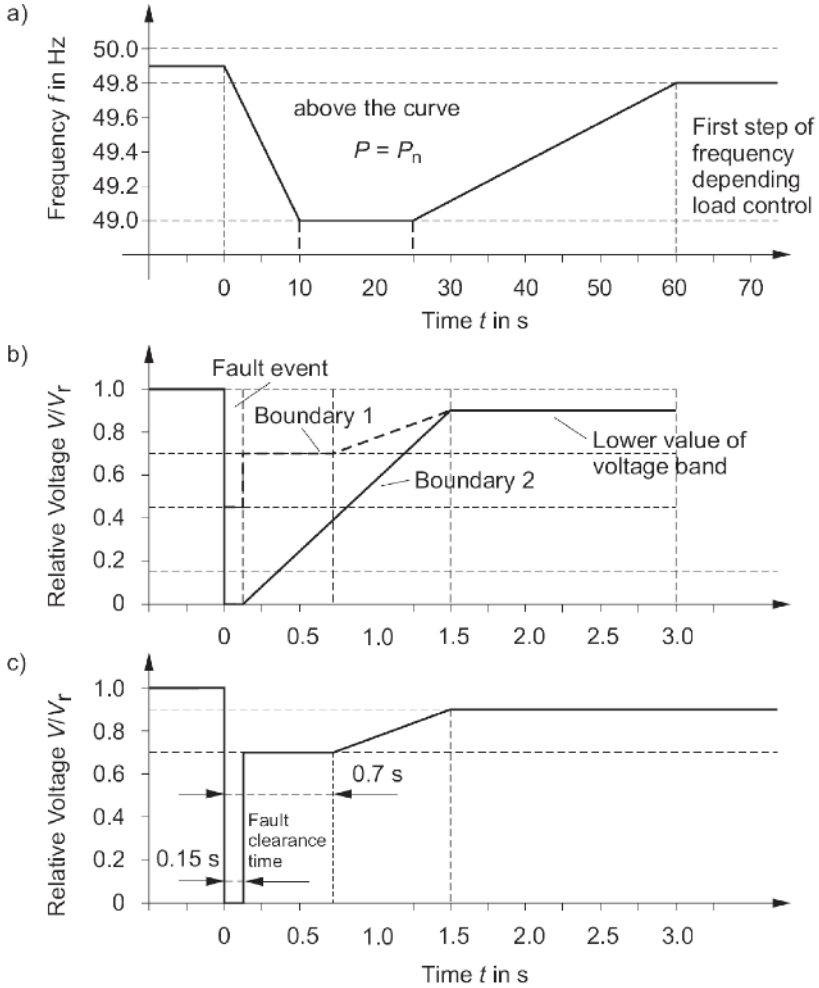 a)
Frequency f in Hz
50.0
49.8
49.6
49.4
49.2
49.0
above the curve
P = Pn
First step of
frequency
depending
load control
0 10 20 30 40 50 60 70
Time t in s
b)
Relative Voltage V/Vr
1.0
0.8
0.6
0.4
0.2
0
Fault event
Boundary 1
Boundary 2
Lower value of
voltage band
0 0.5 1.0 1.5 2.0 2.5 3.0
c)
Relative Voltage V/Vr
1.0
0.8
0.6
0.4
0.2
0
0.7 s
Fault
clearance
time
0.15 s
0 0.5 1.0 1.5 2.0 2.5 3.0
Time t in s